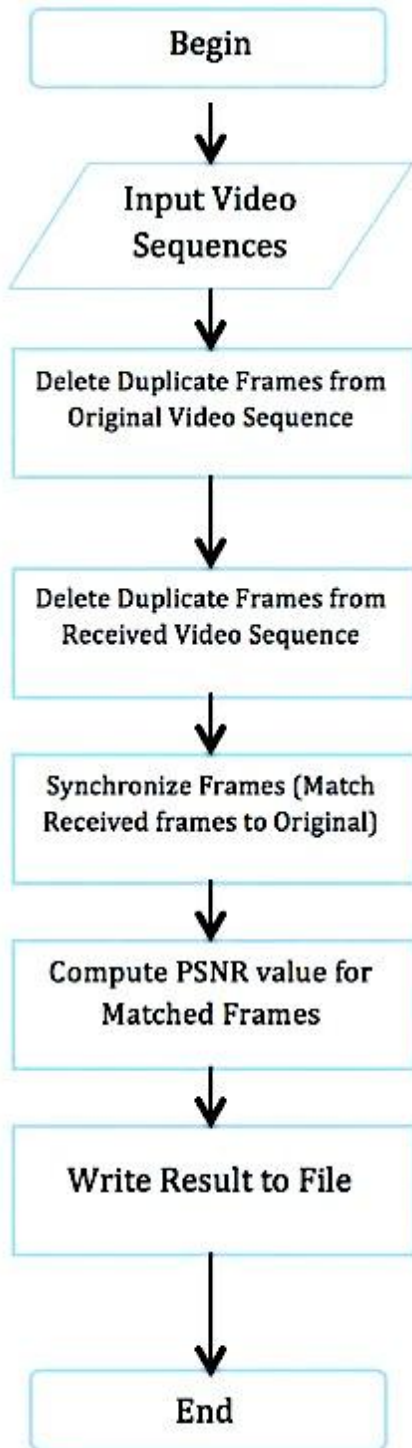 Begin
Input Video
Sequences
Delete Duplicate Frames from
Original Video Sequence
Delete Duplicate Frames from
Received Video Sequence
Synchronize Frames (Match
Received frames to Original)
Compute PSNR value for
Matched Frames
Write Result to File
End